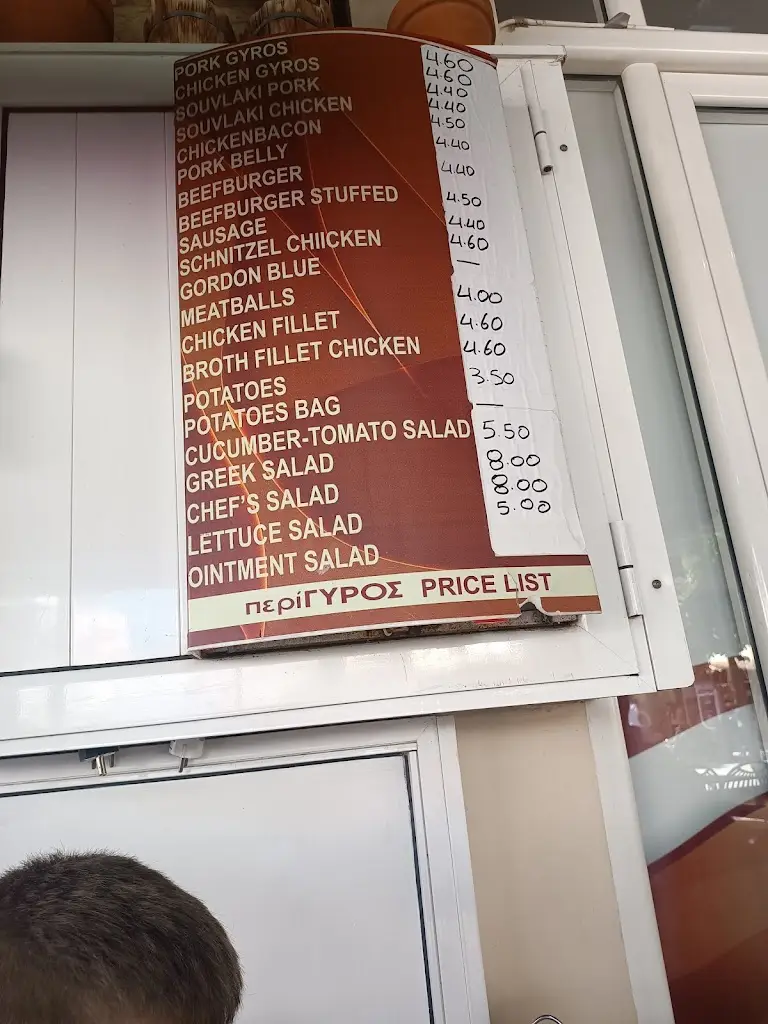 PORK GYROS 4.60
CHICKEN GYROS 4.60
SOUVLAKI PORK 4.40
SOUVLAKI CHICKEN 4.40
CHICKENBACON 4.50
PORK BELLY 4.40
BEEFBURGER 4.40
BEEFBURGER STUFFED 4.50
SAUSAGE 4.40
SCHNITZEL CHIICKEN 4.60
GORDON BLUE —
MEATBALLS 4.00
CHICKEN FILLET 4.60
BROTH FILLET CHICKEN 4.60
POTATOES 3.50
POTATOES BAG —
CUCUMBER-TOMATO SALAD 5.50
GREEK SALAD 8.00
CHEF'S SALAD 8.00
LETTUCE SALAD 5.00
OINTMENT SALAD
περίΓΥΡΟΣ PRICE LIST